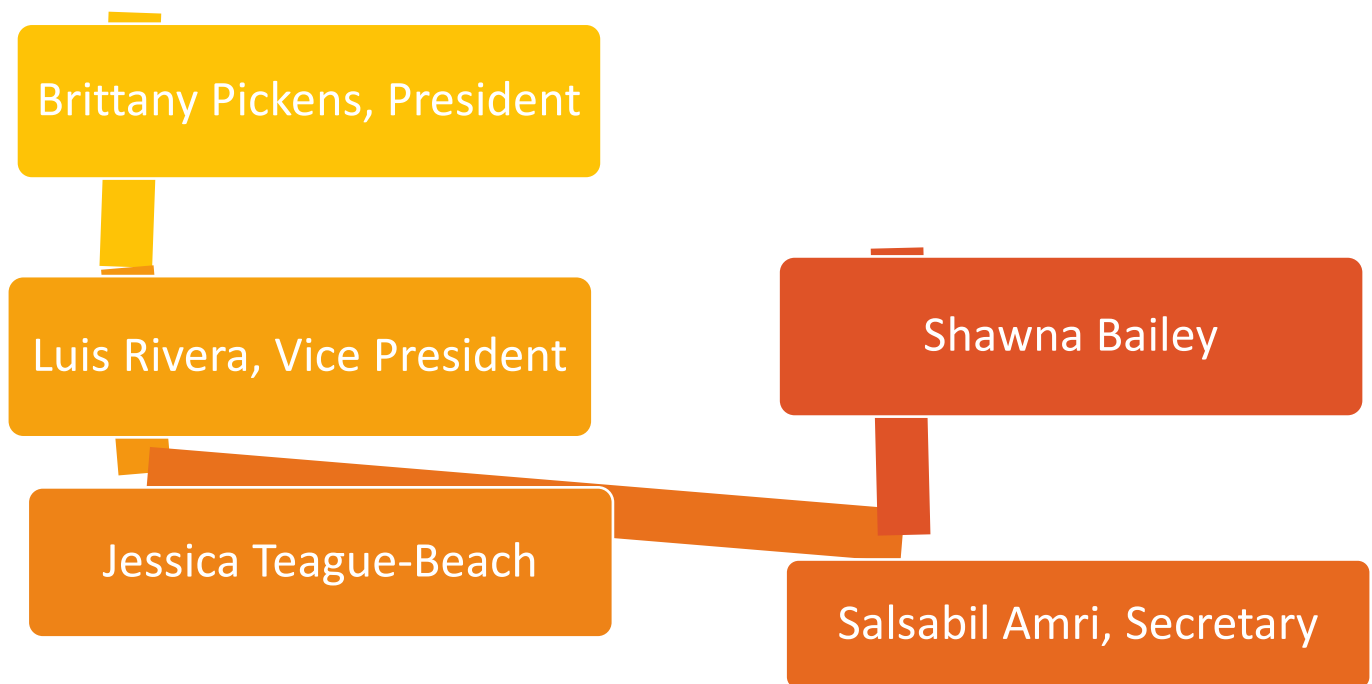 Brittany Pickens, President
Luis Rivera, Vice President
Jessica Teague-Beach
Shawna Bailey
Salsabil Amri, Secretary